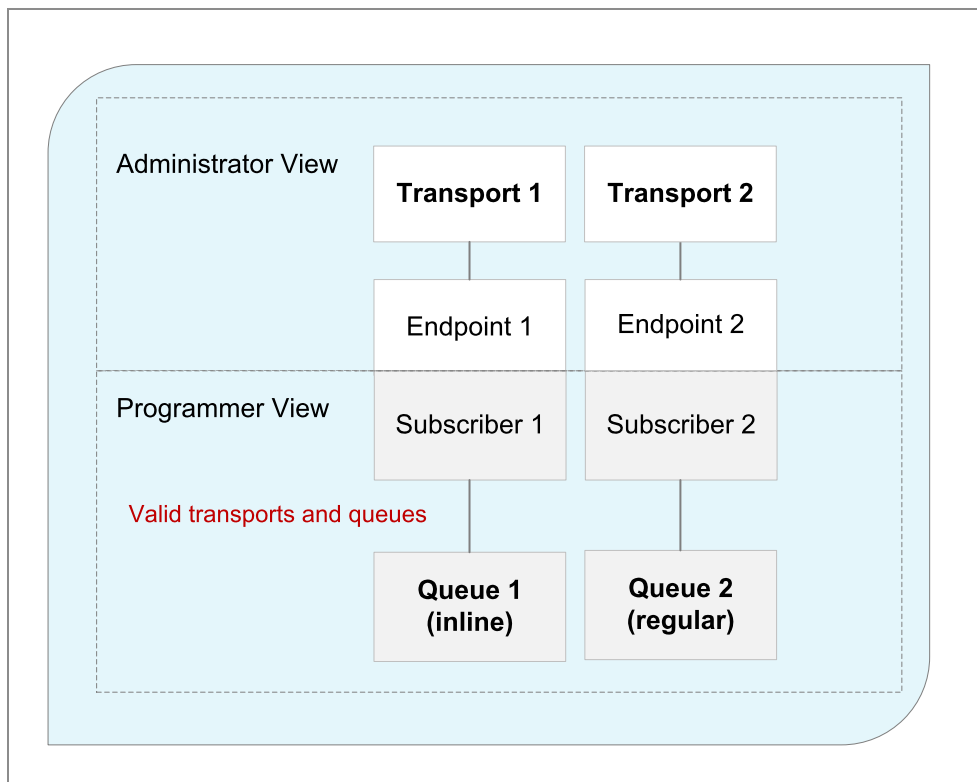 Administrator View
Transport 1
Transport 2
Endpoint 1
Endpoint 2
Programmer View
Subscriber 1
Subscriber 2
Valid transports and queues
Queue 1
(inline)
Queue 2
(regular)